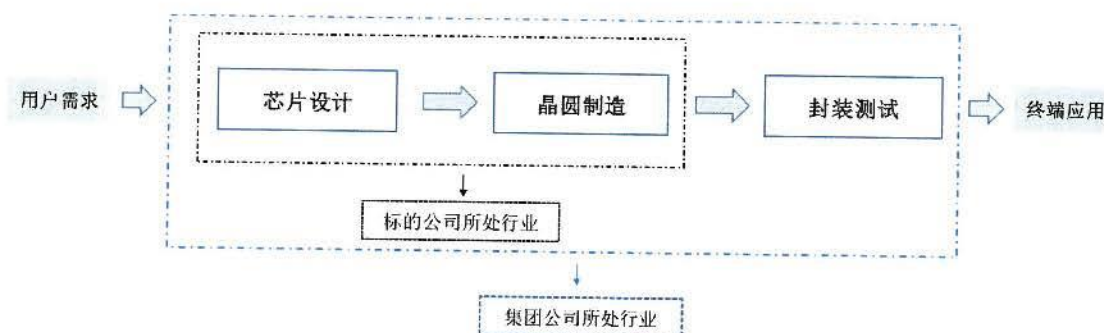 用户需求
芯片设计
晶圆制造
封装测试
终端应用
标的公司所处行业
集团公司所处行业